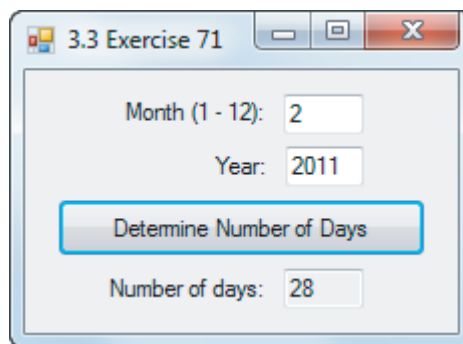 3.3 Exercise 71
Month (1 - 12): 2
Year: 2011
Determine Number of Days
Number of days: 28